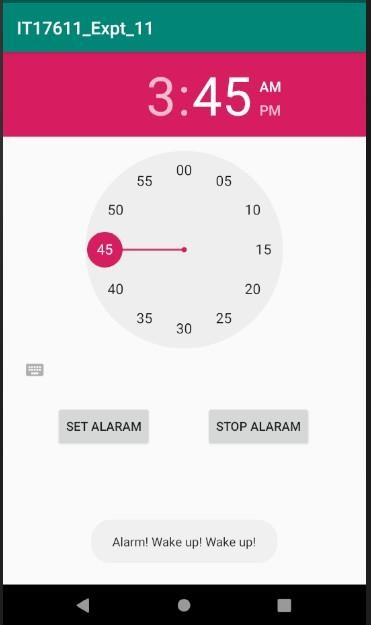 IT17611_Expt_11
3:45 AM
PM
00
55 05
50 10
45 15
40 20
35 25
30
SET ALARAM STOP ALARAM
Alarm! Wake up! Wake up!